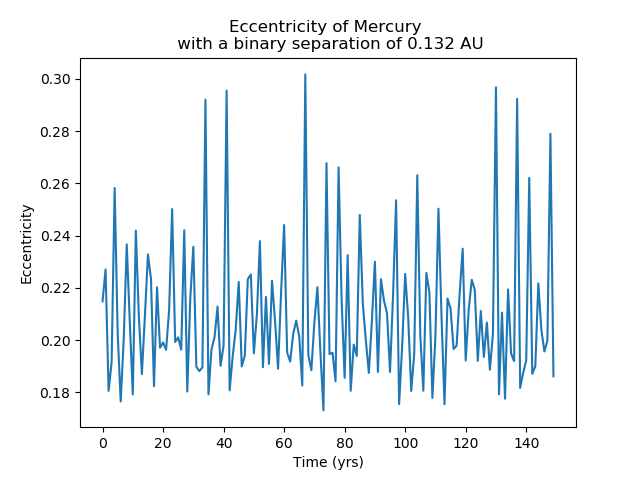 Eccentricity of Mercury
with a binary separation of 0.132 AU
0.30
0.28
0.26
0.24
0.22
0.20
0.18
Eccentricity
0 20 40 60 80 100 120 140
Time (yrs)